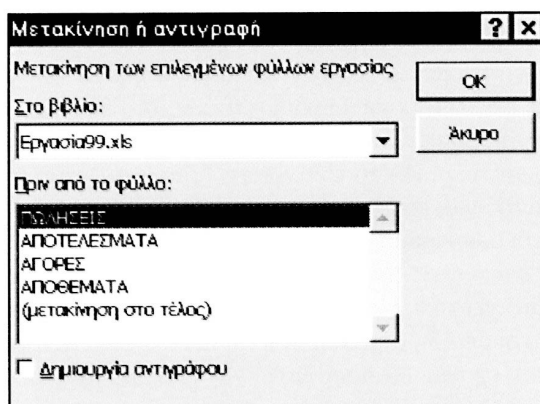 Μετακίνηση ή αντιγραφή ? ×
Μετακίνηση των επιλεγμένων φύλλων εργασίας
OK
Στο βιβλίο:
Εργασία99.xls
Άκυρο
Πριν από το φύλλο:
ΠΩΛΗΣΕΙΣ
ΑΠΟΤΕΛΕΣΜΑΤΑ
ΑΓΟΡΕΣ
ΑΠΟΘΕΜΑΤΑ
(μετακίνηση στο τέλος)
Δημιουργία αντιγράφου